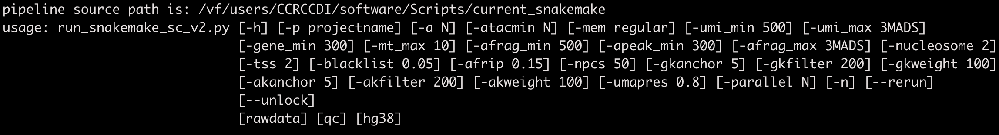 pipeline source path is: /vf/users/CCRCCDI/software/Scripts/current_snakemake
usage: run_snakemake_sc_v2.py [-h] [-p projectname] [-a N] [-atacmin N] [-mem regular] [-umi_min 500] [-umi_max 3MADS]
[-gene_min 300] [-mt_max 10] [-afrag_min 500] [-apeak_min 300] [-afrag_max 3MADS] [-nucleosome 2]
[-tss 2] [-blacklist 0.05] [-afrip 0.15] [-npcs 50] [-gkanchor 5] [-gkfilter 200] [-gkweight 100]
[-akanchor 5] [-akfilter 200] [-akweight 100] [-umapres 0.8] [-parallel N] [-n] [--rerun]
[--unlock]
[rawdata] [qc] [hg38]